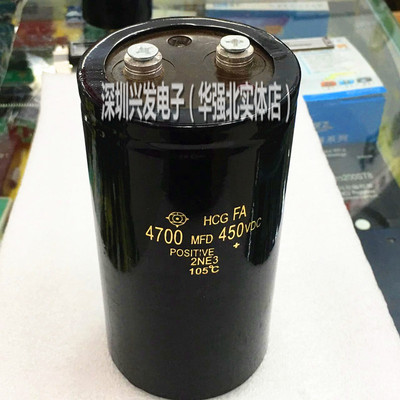 深圳兴发电子（华强北实体店）
HCG FA
4700 MFD 450VDC
POSITIVE +
2NE3
105℃